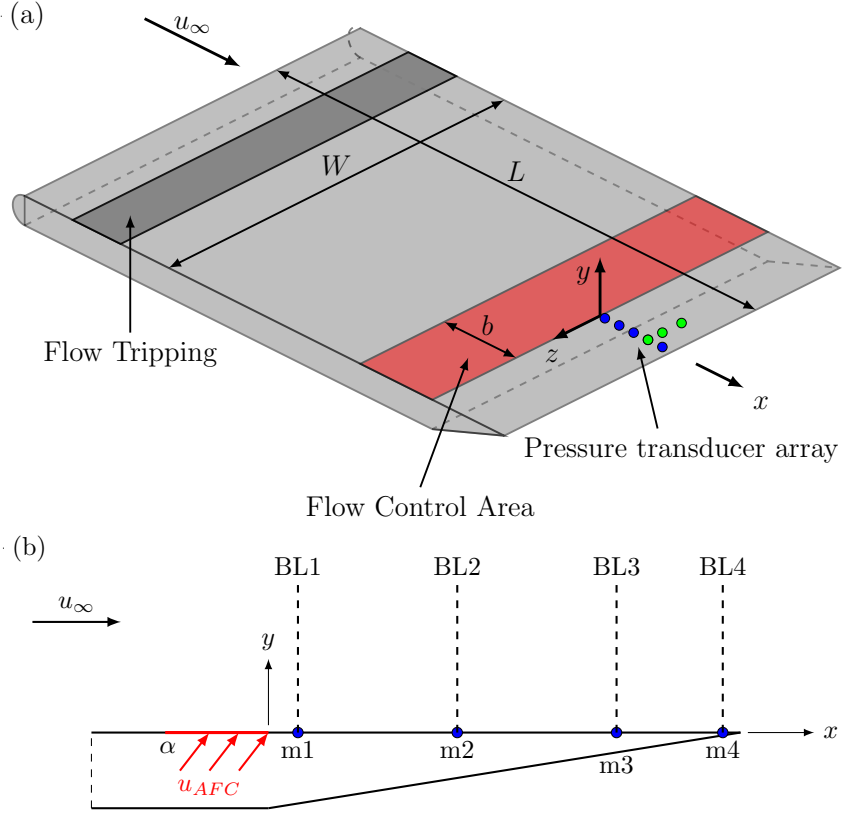 (a)
u∞
W
L
y
b
z
Flow Tripping
x
Pressure transducer array
Flow Control Area
(b)
BL1 BL2 BL3 BL4
u∞
y
x
α m1 m2 m3 m4
uAFC